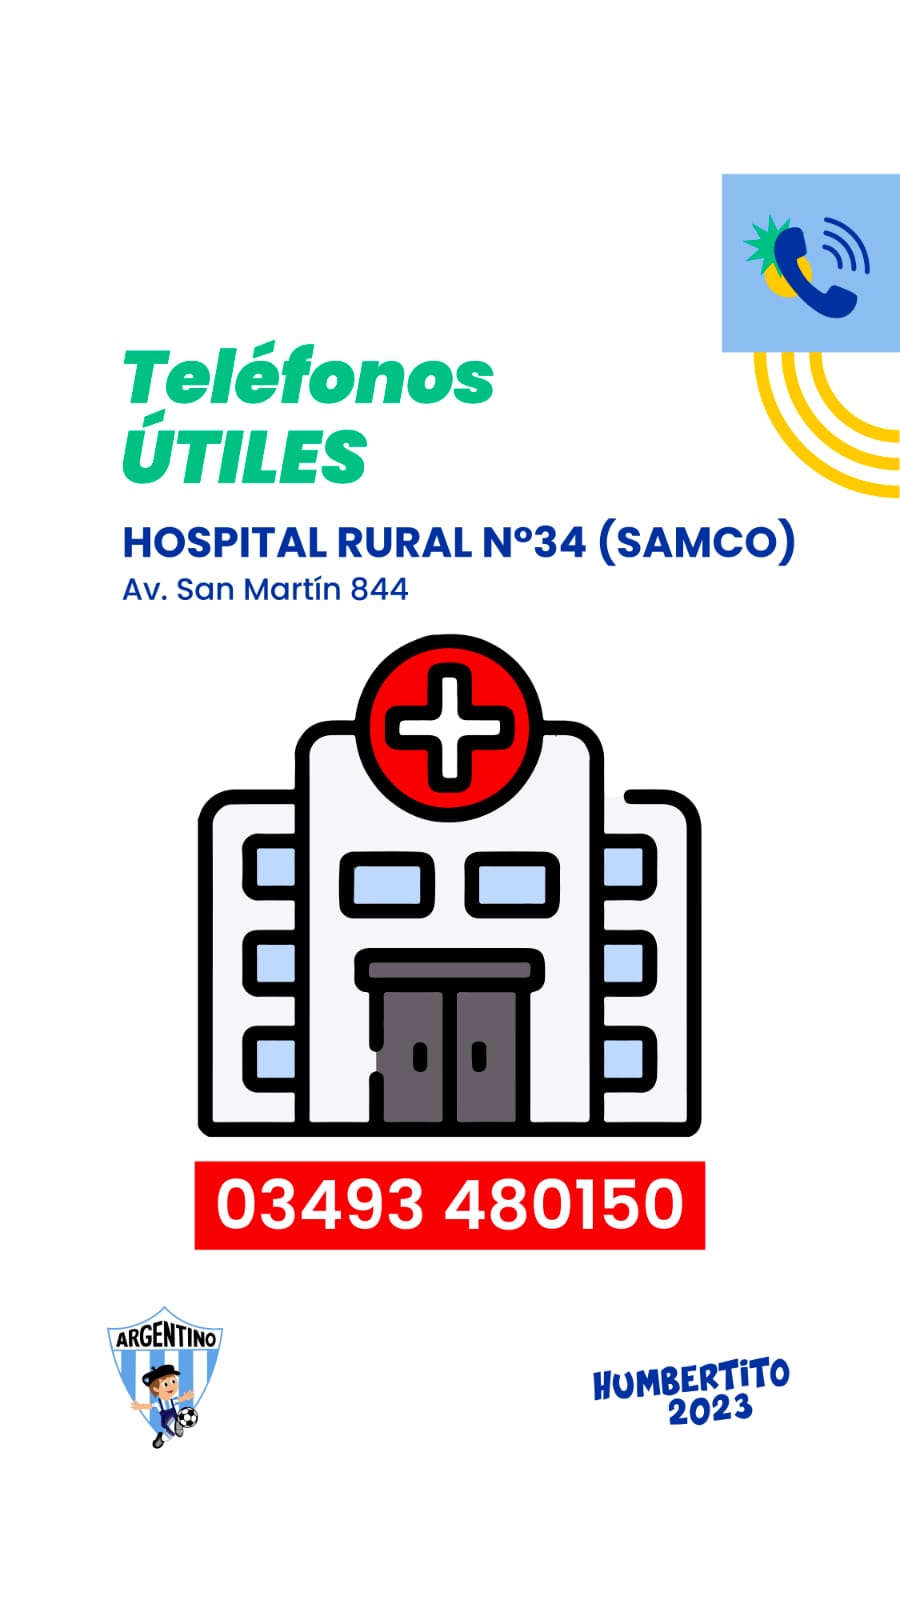 Teléfonos
ÚTILES
HOSPITAL RURAL Nº34 (SAMCO)
Av. San Martín 844
03493 480150
ARGENTINO
HUMBERTiTO
2023